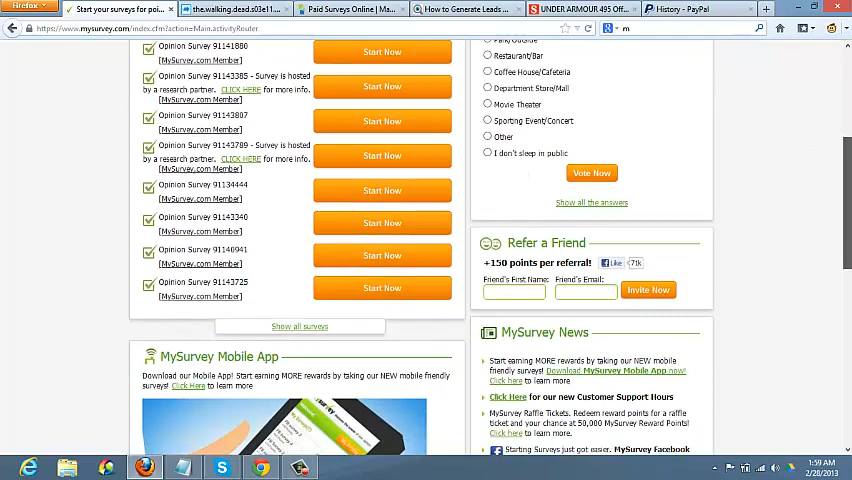 Firefox
Start your surveys for poi...
the.walking.dead.s03e11...
Paid Surveys Online | Ma...
How to Generate Leads ...
UNDER ARMOUR 495 Off...
History - PayPal
https://www.mysurvey.com/index.cfm?action=Main.activityRouter
m
Opinion Survey 91141880
[MySurvey.com Member]
Start Now
Opinion Survey 91143385 - Survey is hosted
by a research partner. CLICK HERE for more info.
[MySurvey.com Member]
Start Now
Opinion Survey 91143807
[MySurvey.com Member]
Start Now
Opinion Survey 91143789 - Survey is hosted
by a research partner. CLICK HERE for more info.
[MySurvey.com Member]
Start Now
Opinion Survey 91134444
[MySurvey.com Member]
Start Now
Opinion Survey 91143340
[MySurvey.com Member]
Start Now
Opinion Survey 91140941
[MySurvey.com Member]
Start Now
Opinion Survey 91143725
[MySurvey.com Member]
Start Now
Show all surveys
MySurvey Mobile App
Download our Mobile App! Start earning MORE rewards by taking our NEW mobile friendly
surveys! Click Here to learn more
Park/Outside
Restaurant/Bar
Coffee House/Cafeteria
Department Store/Mall
Movie Theater
Sporting Event/Concert
Other
I don't sleep in public
Vote Now
Show all the answers
Refer a Friend
+150 points per referral!
Like
71k
Friend's First Name:
Friend's Email:
Invite Now
MySurvey News
Start earning MORE rewards by taking our NEW mobile
friendly surveys! Download MySurvey Mobile App now!
Click here to learn more
Click Here for our new Customer Support Hours
MySurvey Raffle Tickets. Redeem reward points for a raffle
ticket and your chance at 50,000 MySurvey Reward Points!
Click here to learn more.
Starting Surveys just got easier. MySurvey Facebook
1:59 AM
2/28/2013